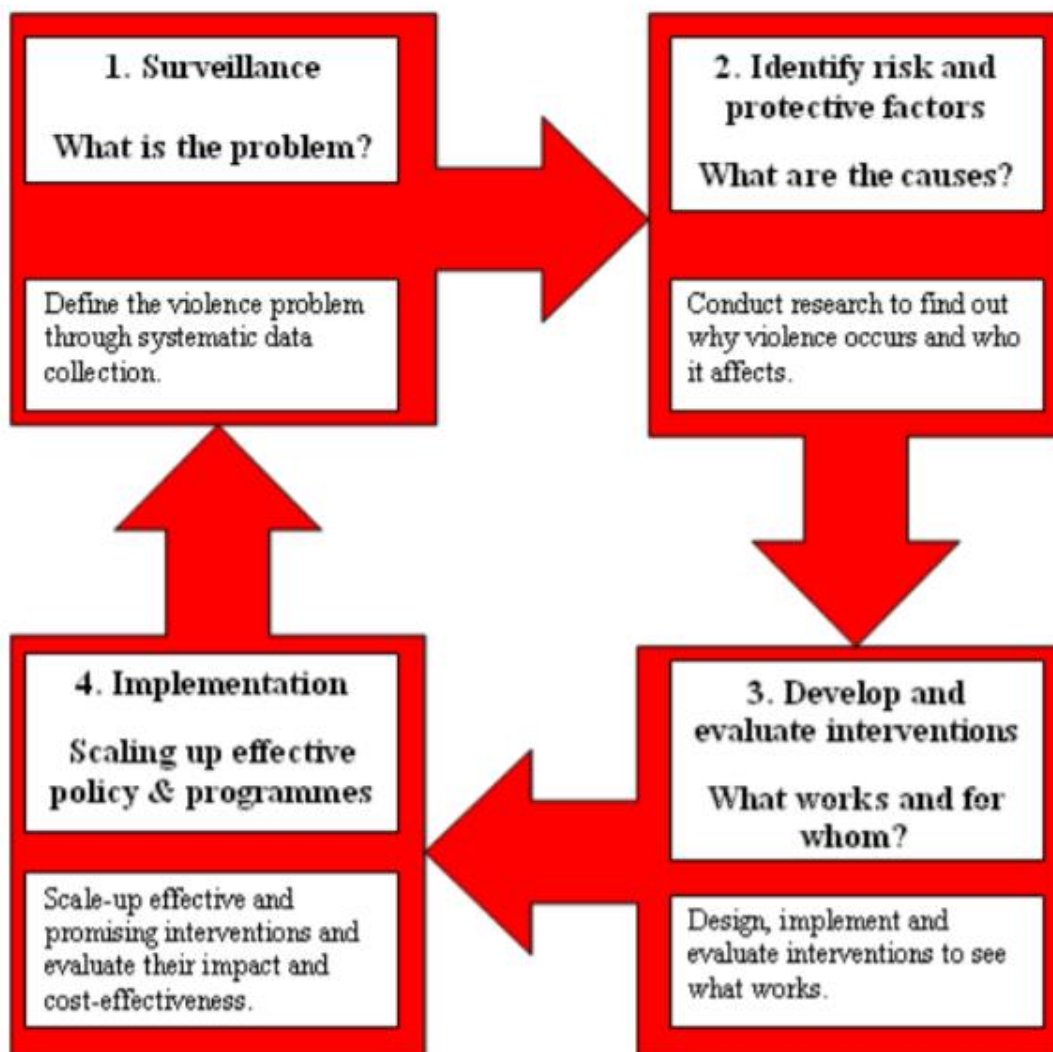 1. Surveillance
What is the problem?
Define the violence problem
through systematic data
collection.
2. Identify risk and
protective factors
What are the causes?
Conduct research to find out
why violence occurs and who
it affects.
3. Develop and
evaluate interventions
What works and for
whom?
Design, implement and
evaluate interventions to see
what works.
4. Implementation
Scaling up effective
policy & programmes
Scale-up effective and
promising interventions and
evaluate their impact and
cost-effectiveness.